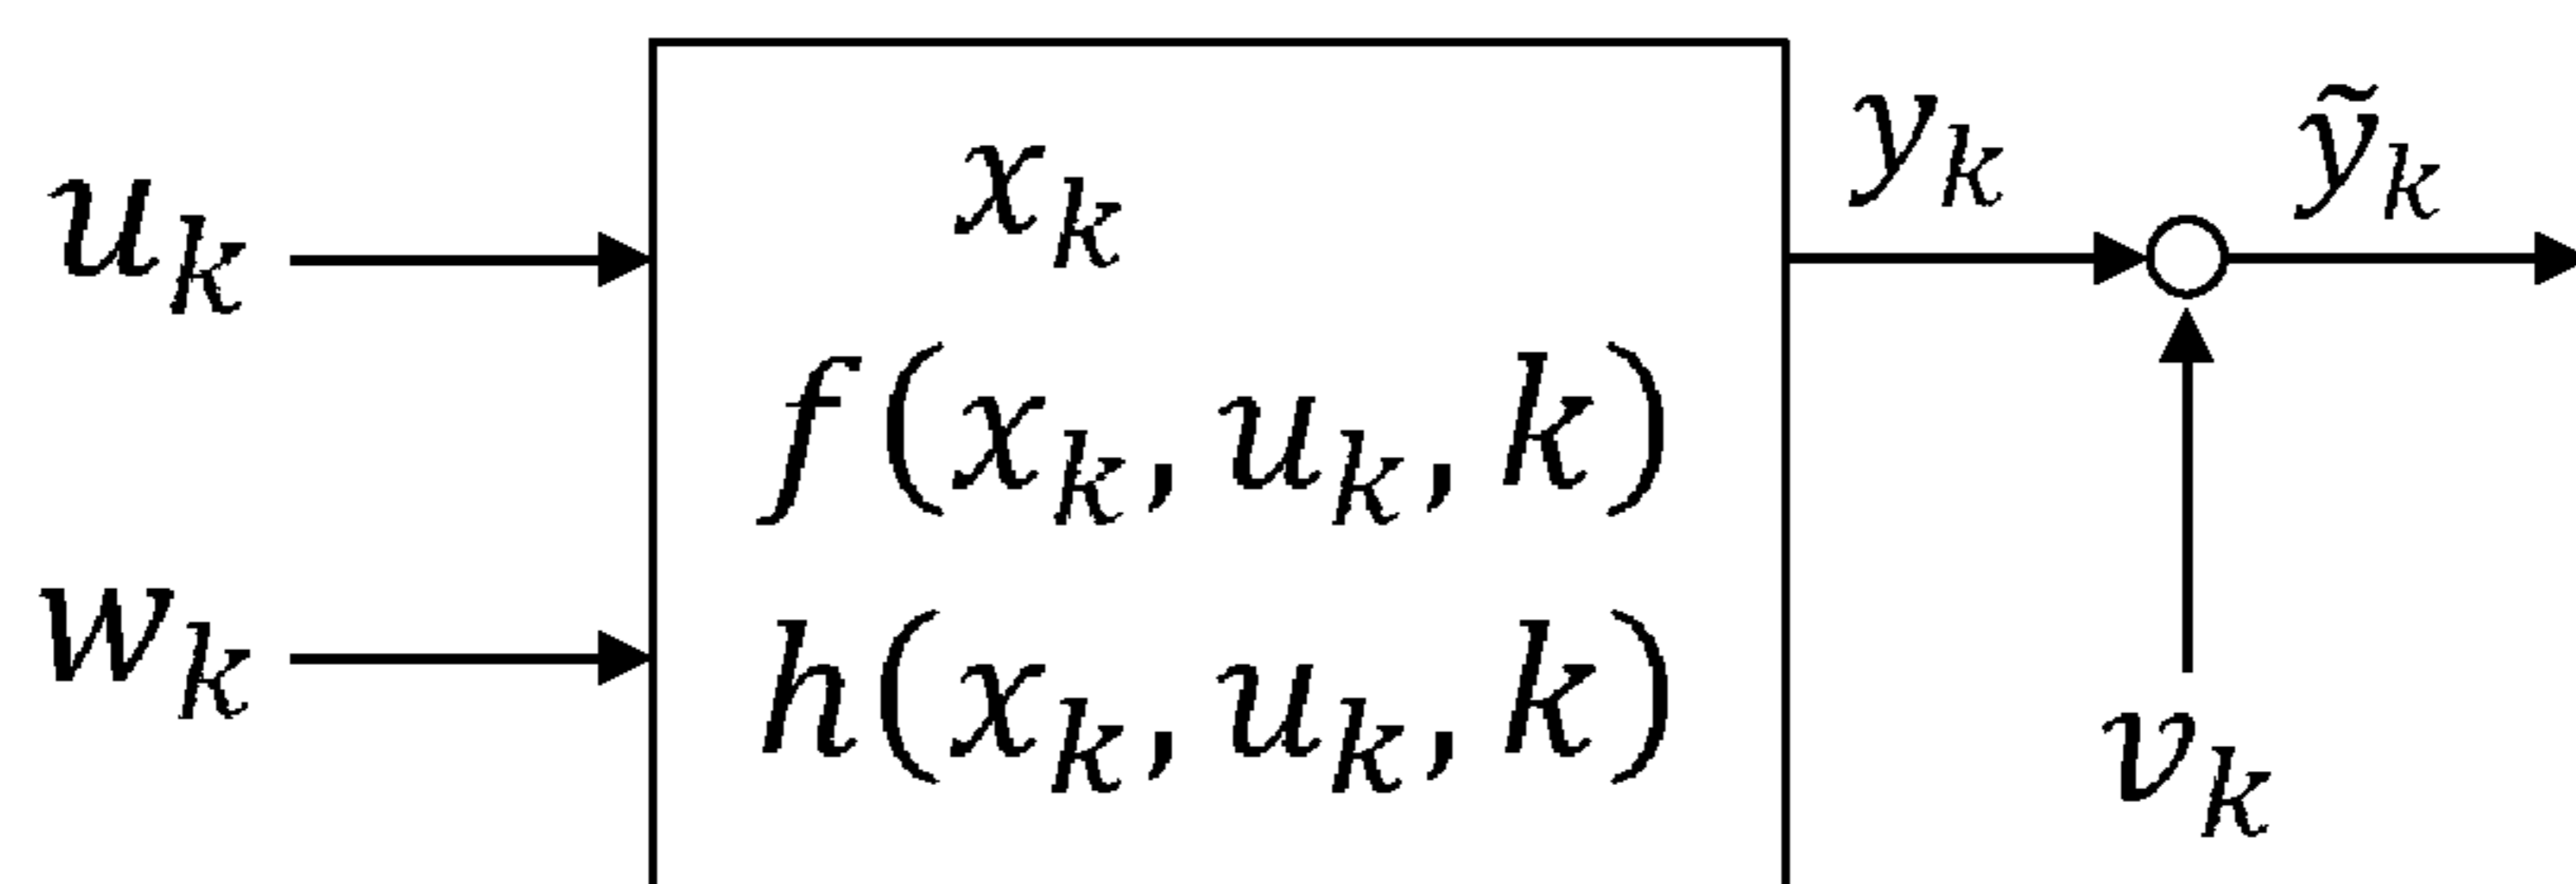 u_k
w_k
x_k
f(x_k, u_k, k)
h(x_k, u_k, k)
y_k
ỹ_k
v_k